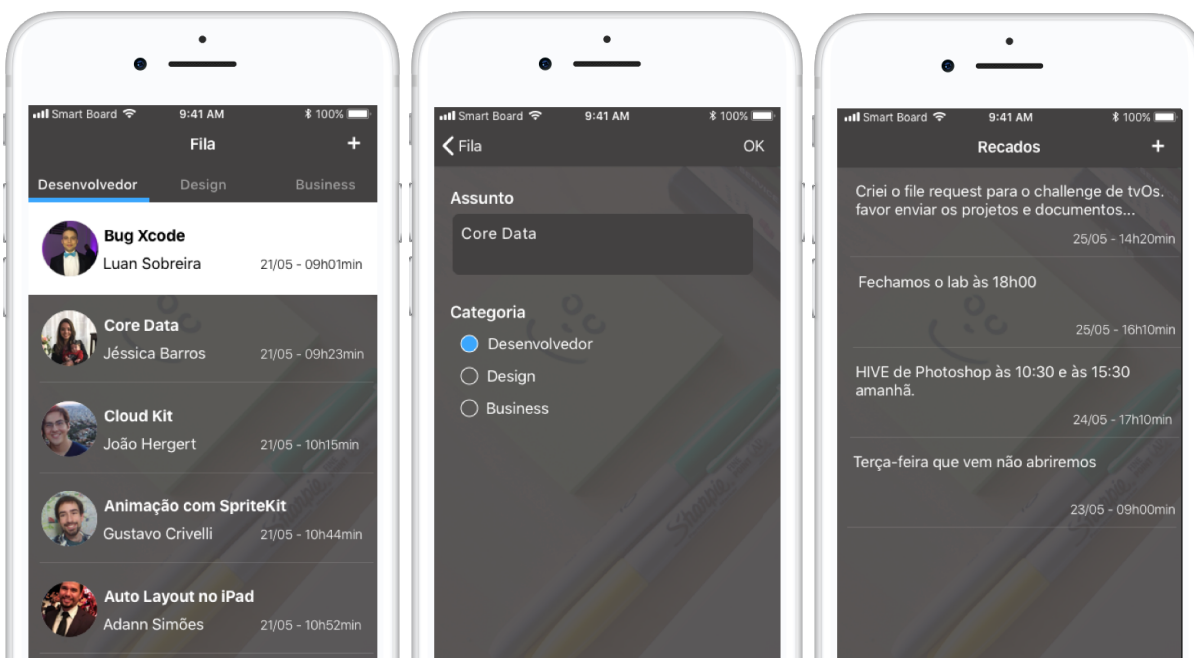 Smart Board 9:41 AM 100%
Fila +
Desenvolvedor Design Business
Bug Xcode
Luan Sobreira 21/05 - 09h01min
Core Data
Jéssica Barros 21/05 - 09h23min
Cloud Kit
João Hergert 21/05 - 10h15min
Animação com SpriteKit
Gustavo Crivelli 21/05 - 10h44min
Auto Layout no iPad
Adann Simões 21/05 - 10h52min
Smart Board 9:41 AM 100%
Fila OK
Assunto
Core Data
Categoria
Desenvolvedor
Design
Business
Sharpie
Smart Board 9:41 AM 100%
Recados +
Criei o file request para o challenge de tvOs.
favor enviar os projetos e documentos...
25/05 - 14h20min
Fechamos o lab às 18h00
25/05 - 16h10min
HIVE de Photoshop às 10:30 e às 15:30
amanhã.
24/05 - 17h10min
Terça-feira que vem não abriremos
23/05 - 09h00min
Sharpie